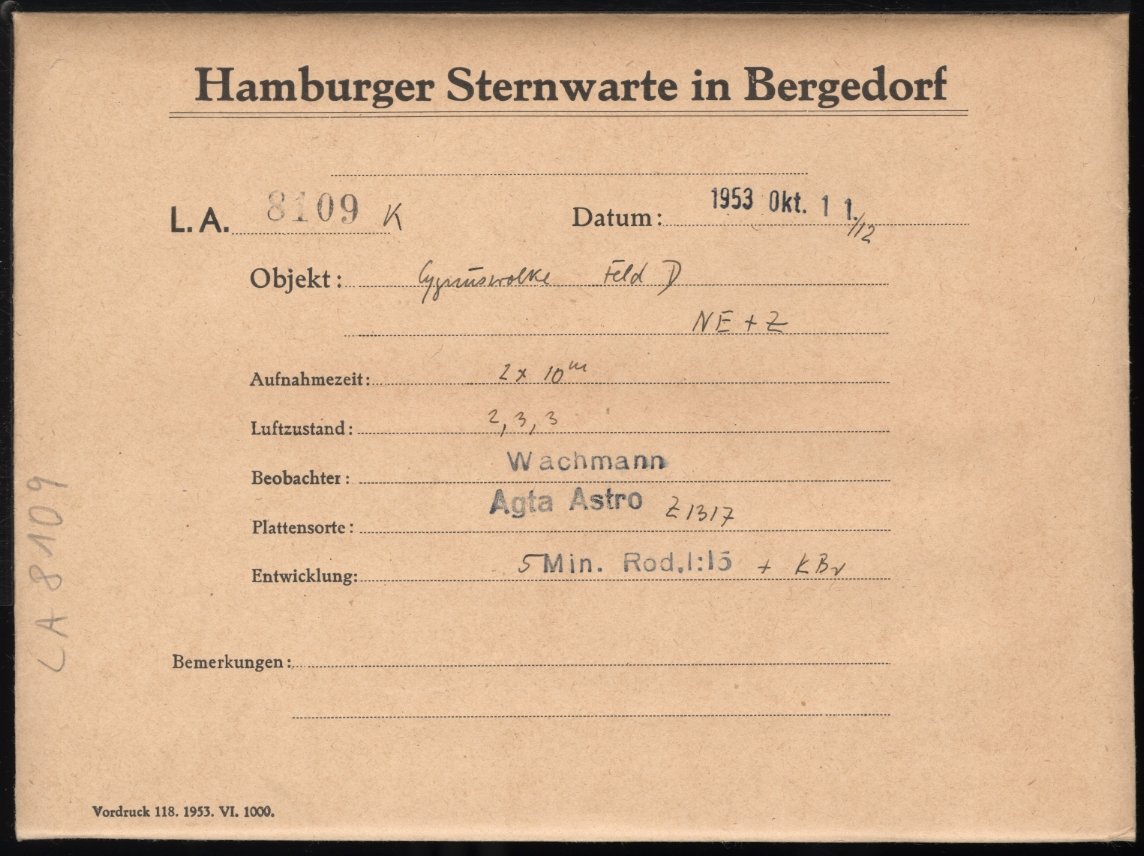 Hamburger Sternwarte in Bergedorf
L.A. 8109 K Datum: 1953 Okt. 11./12
Objekt: Cygnuswolke Feld D
NE + Z
Aufnahmezeit: 2 x 10m
Luftzustand: 2, 3, 3
Beobachter: Wachmann
Plattensorte: Agfa Astro Z1317
Entwicklung: 5 Min. Rod. 1:15 + KBr
Bemerkungen:
Vordruck 118. 1953. VI. 1000.
LA 8109